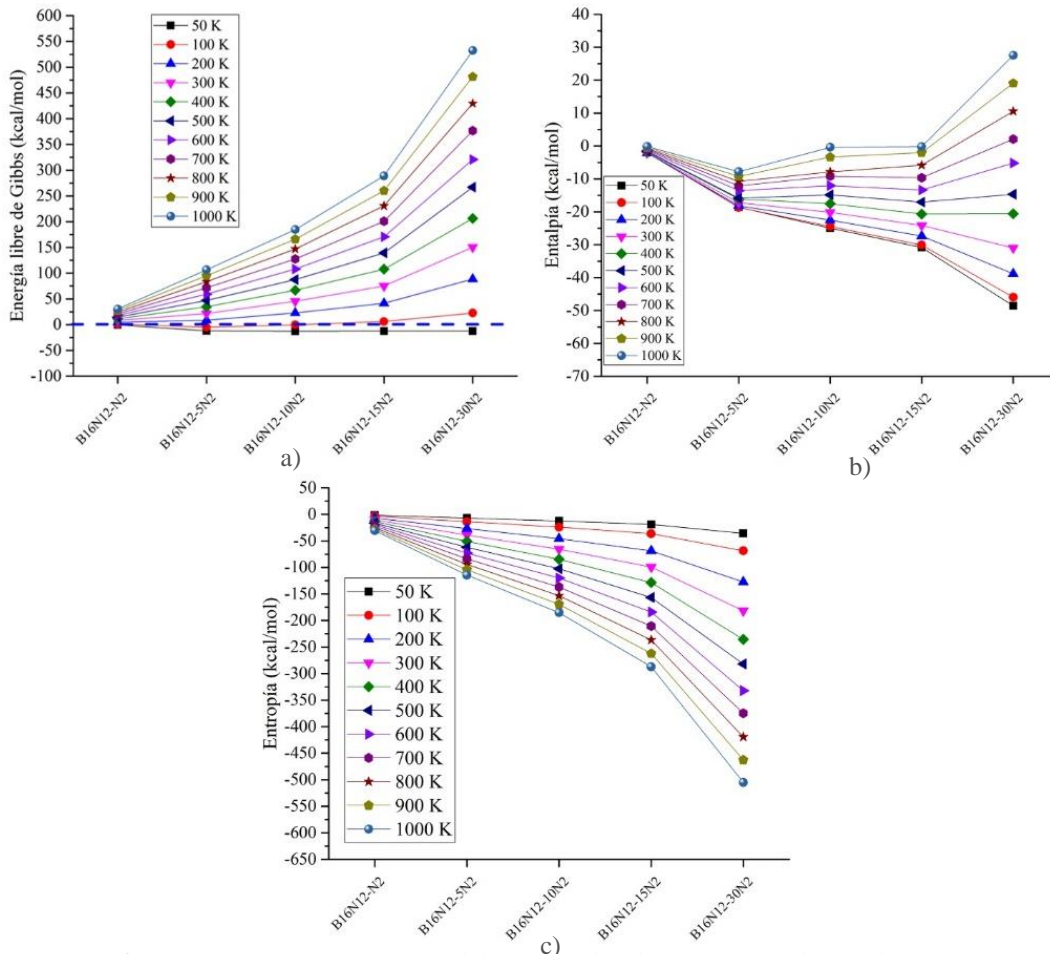 600
550
500
450
400
350
300
250
200
150
100
50
0
-50
-100
Energía libre de Gibbs (kcal/mol)
50 K
100 K
200 K
300 K
400 K
500 K
600 K
700 K
800 K
900 K
1000 K
B16N12-N2
B16N12-5N2
B16N12-10N2
B16N12-15N2
B16N12-30N2
a)
40
30
20
10
0
-10
-20
-30
-40
-50
-60
-70
Entalpía (kcal/mol)
50 K
100 K
200 K
300 K
400 K
500 K
600 K
700 K
800 K
900 K
1000 K
B16N12-N2
B16N12-5N2
B16N12-10N2
B16N12-15N2
B16N12-30N2
b)
50
0
-50
-100
-150
-200
-250
-300
-350
-400
-450
-500
-550
-600
-650
Entropía (kcal/mol)
50 K
100 K
200 K
300 K
400 K
500 K
600 K
700 K
800 K
900 K
1000 K
B16N12-N2
B16N12-5N2
B16N12-10N2
B16N12-15N2
B16N12-30N2
c)